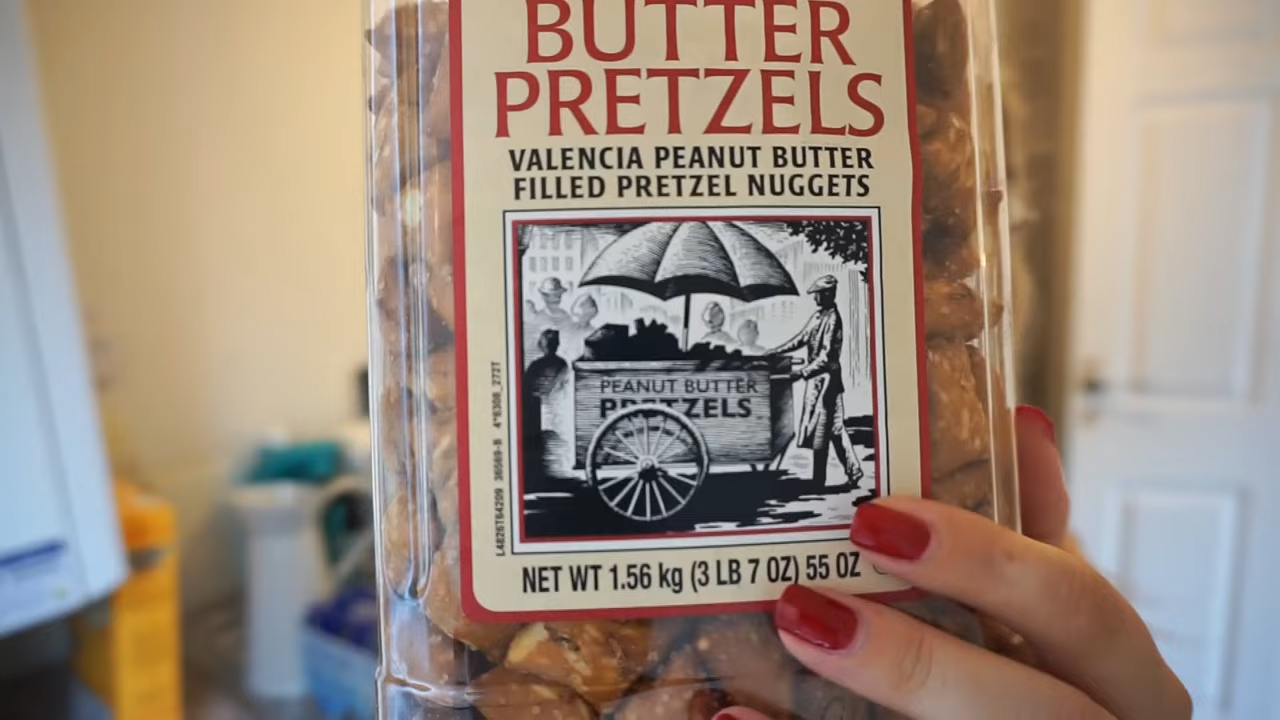 BUTTER
PRETZELS
VALENCIA PEANUT BUTTER
FILLED PRETZEL NUGGETS
PEANUT BUTTER
PRETZELS
NET WT 1.56 kg (3 LB 7 OZ) 55 OZ